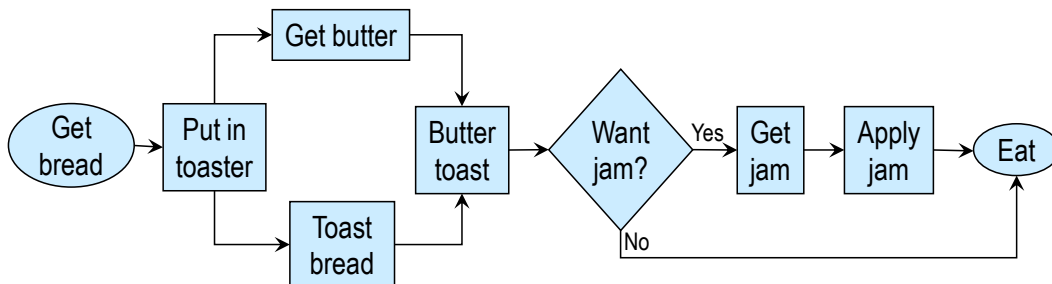 Get
bread
Put in
toaster
Get butter
Toast
bread
Butter
toast
Want
jam?
Yes
No
Get
jam
Apply
jam
Eat